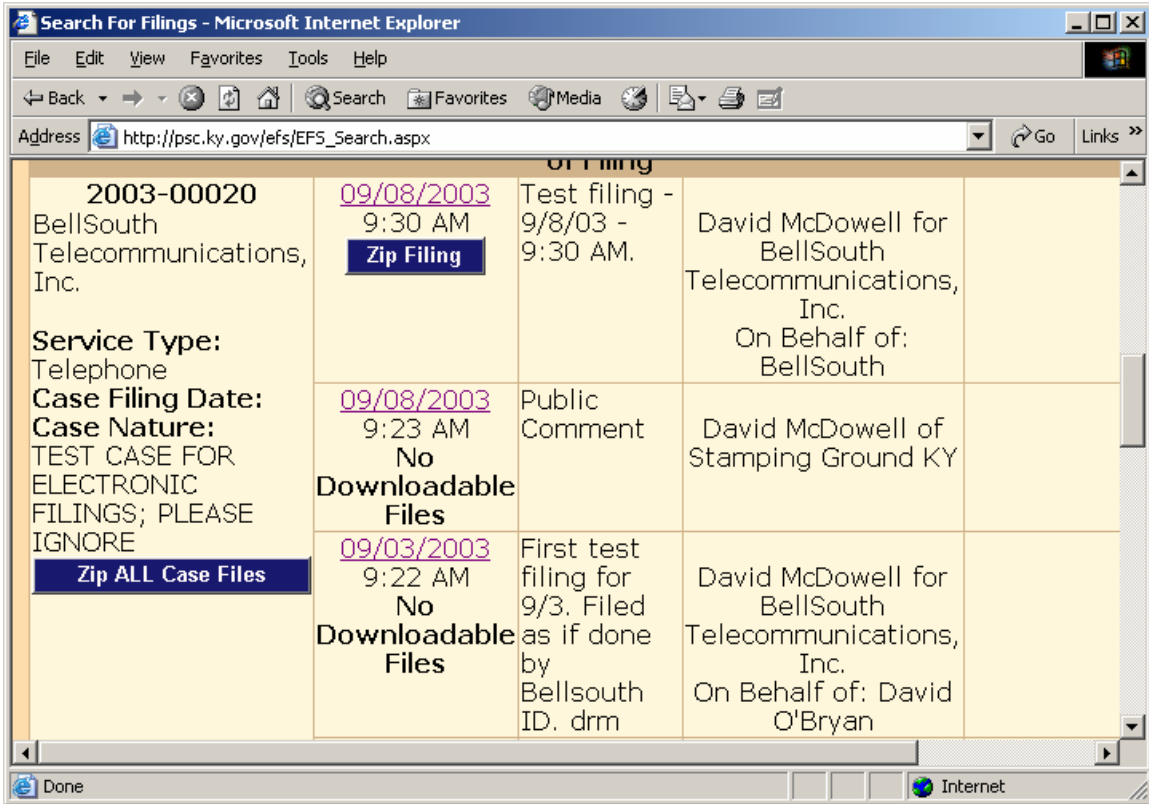 Search For Filings - Microsoft Internet Explorer
File Edit View Favorites Tools Help
Back Search Favorites Media
Address http://psc.ky.gov/efs/EFS_Search.aspx Go Links »
of Filing
2003-00020
BellSouth
Telecommunications,
Inc.
Service Type:
Telephone
Case Filing Date:
Case Nature:
TEST CASE FOR
ELECTRONIC
FILINGS; PLEASE
IGNORE
Zip ALL Case Files
09/08/2003
9:30 AM
Zip Filing
Test filing -
9/8/03 -
9:30 AM.
David McDowell for
BellSouth
Telecommunications,
Inc.
On Behalf of:
BellSouth
09/08/2003
9:23 AM
No
Downloadable
Files
Public
Comment
David McDowell of
Stamping Ground KY
09/03/2003
9:22 AM
No
Downloadable
Files
First test
filing for
9/3. Filed
as if done
by
Bellsouth
ID. drm
David McDowell for
BellSouth
Telecommunications,
Inc.
On Behalf of: David
O'Bryan
Done Internet